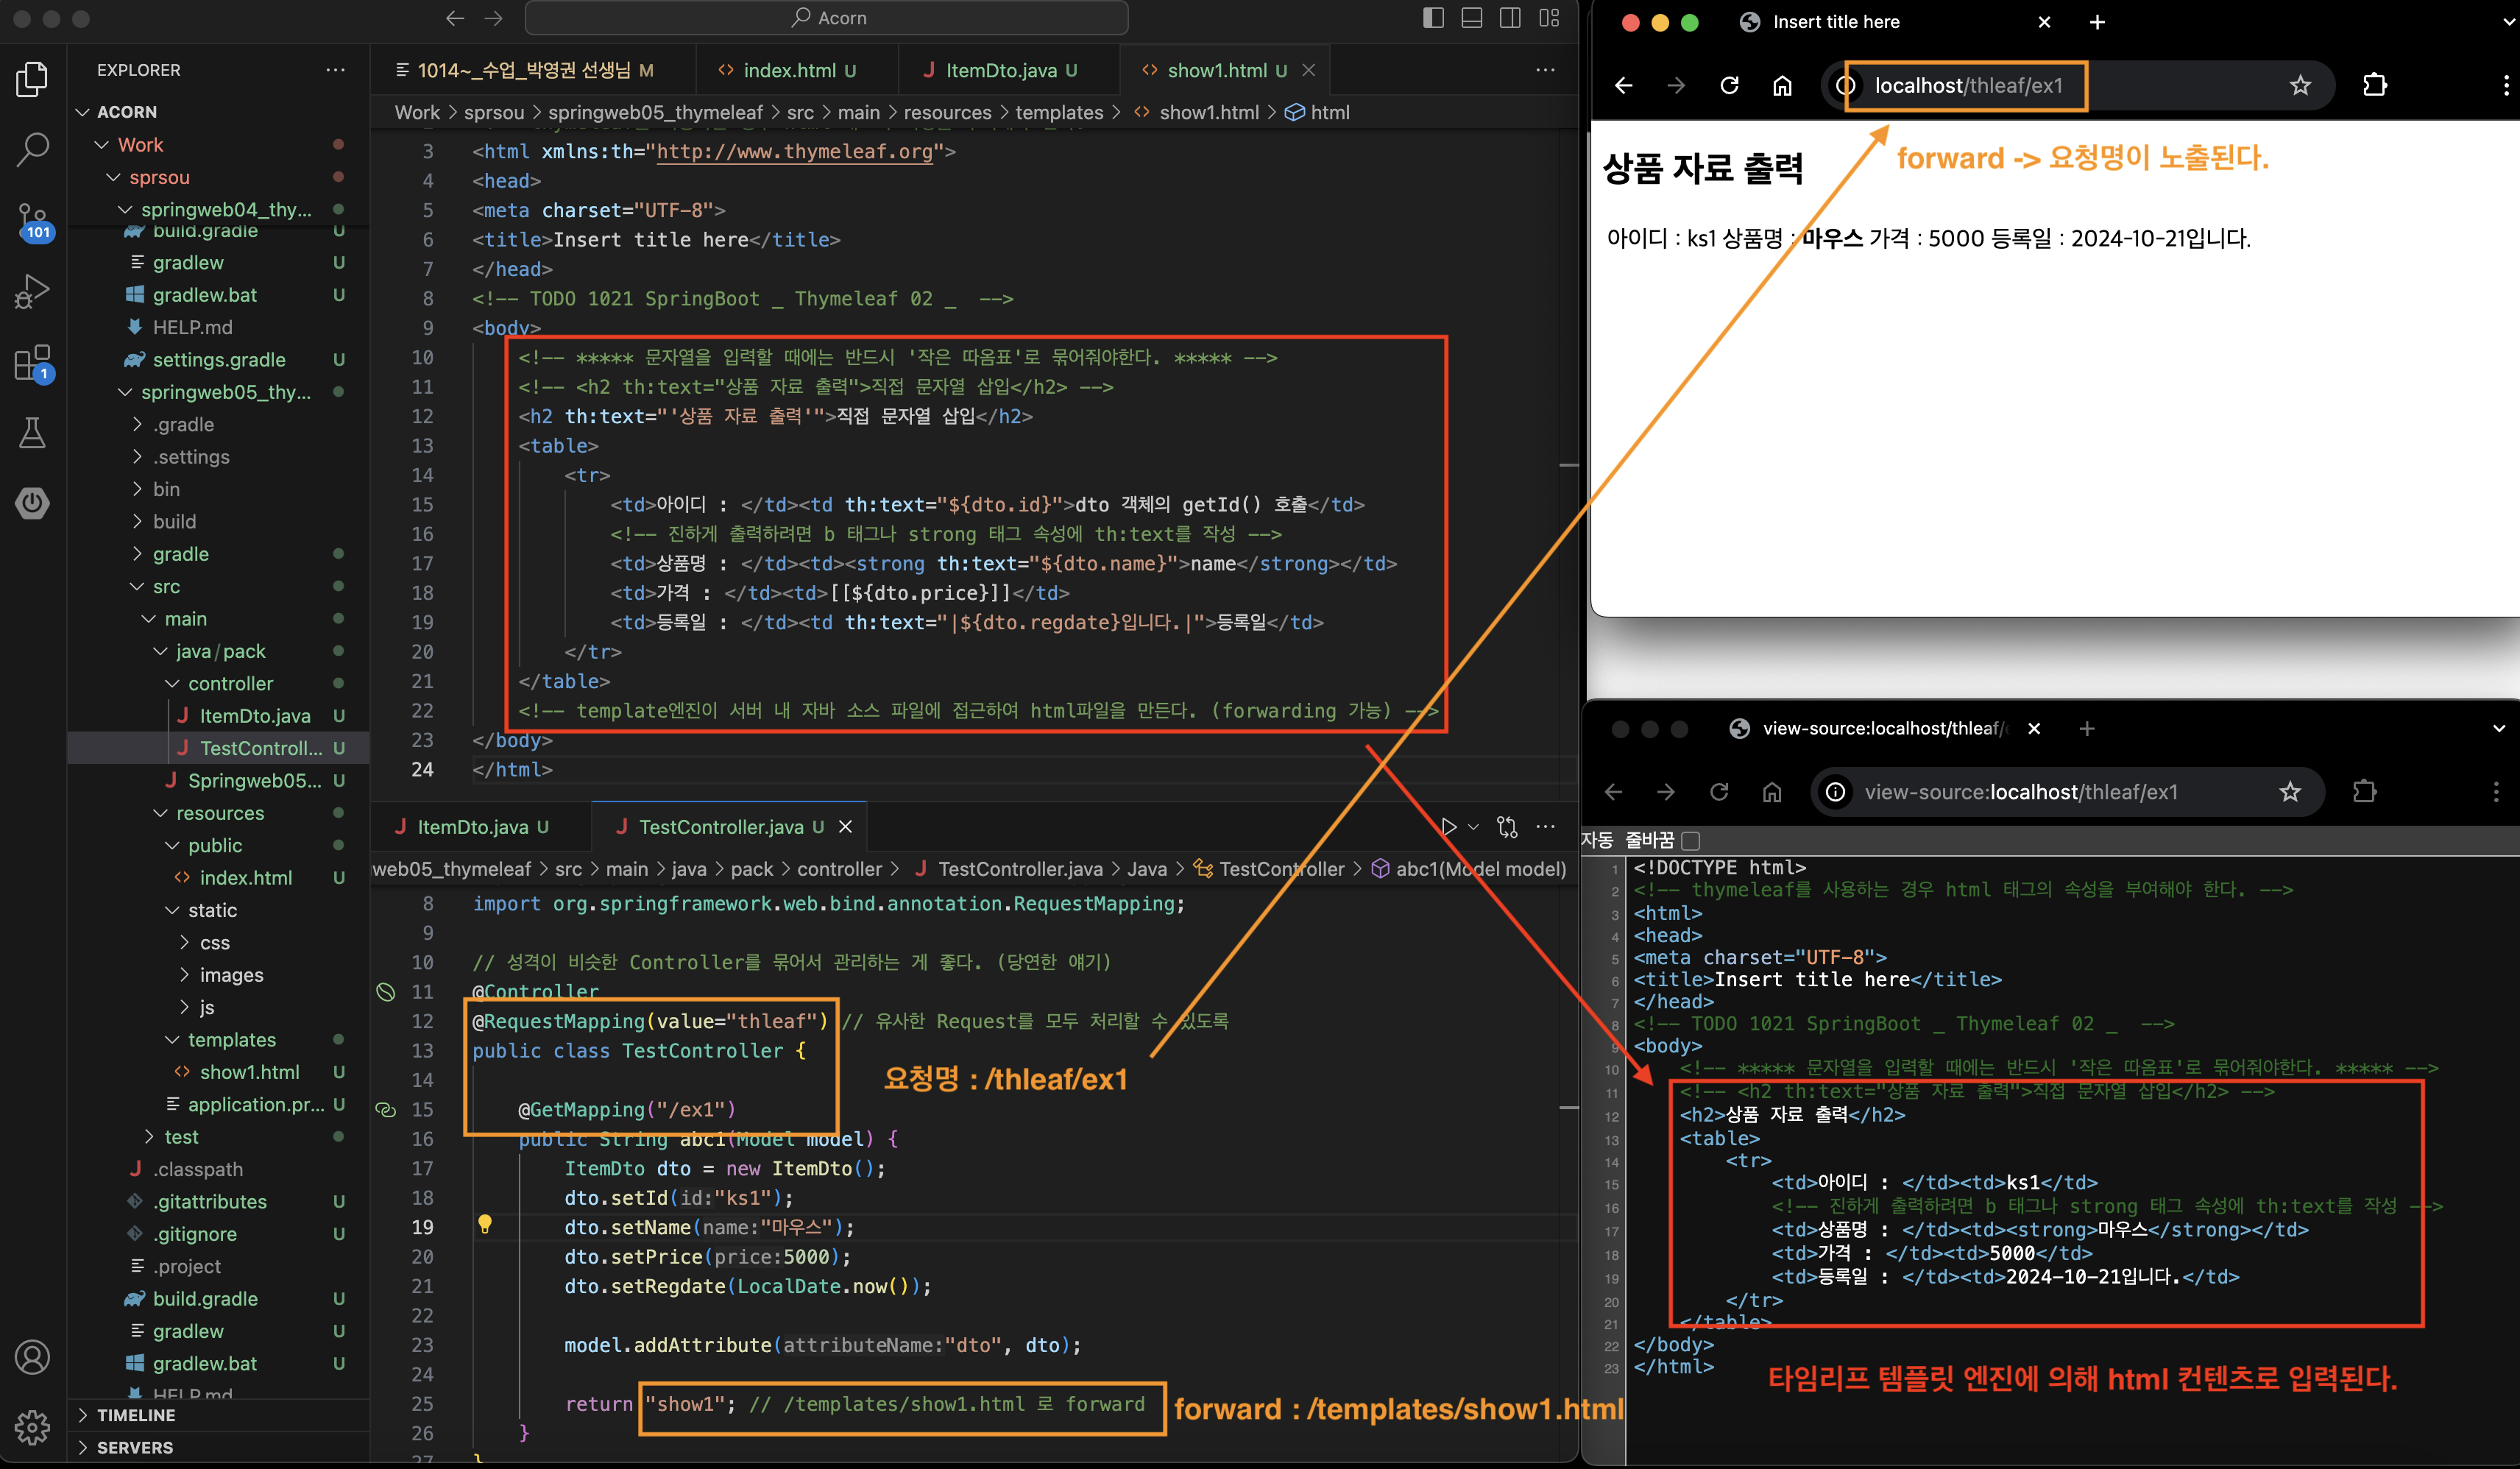 Acorn
EXPLORER
ACORN
Work
sprsou
springweb04_thy...
build.gradle U
gradlew U
gradlew.bat U
HELP.md
settings.gradle U
springweb05_thy...
.gradle
.settings
bin
build
gradle
src
main
java/pack
controller
ItemDto.java U
TestControll... U
Springweb05... U
resources
public
index.html U
static
css
images
js
templates
show1.html U
application.pr... U
test
.classpath
.gitattributes U
.gitignore U
.project
build.gradle U
gradlew U
gradlew.bat U
HELP.md
TIMELINE
SERVERS
101
1
1014~_수업_박영권 선생님 M
index.html U
ItemDto.java U
show1.html U
Work > sprsou > springweb05_thymeleaf > src > main > resources > templates > show1.html > html
3 <html xmlns:th="http://www.thymeleaf.org">
4 <head>
5 <meta charset="UTF-8">
6 <title>Insert title here</title>
7 </head>
8 <!-- TODO 1021 SpringBoot _ Thymeleaf 02 _  -->
9 <body>
10 <!-- ***** 문자열을 입력할 때에는 반드시 '작은 따옴표'로 묶어줘야한다. ***** -->
11 <!-- <h2 th:text="상품 자료 출력">직접 문자열 삽입</h2> -->
12 <h2 th:text="'상품 자료 출력'">직접 문자열 삽입</h2>
13 <table>
14 <tr>
15 <td>아이디 : </td><td th:text="${dto.id}">dto 객체의 getId() 호출</td>
16 <!-- 진하게 출력하려면 b 태그나 strong 태그 속성에 th:text를 작성 -->
17 <td>상품명 : </td><td><strong th:text="${dto.name}">name</strong></td>
18 <td>가격 : </td><td>[[${dto.price}]]</td>
19 <td>등록일 : </td><td th:text="|${dto.regdate}입니다.|">등록일</td>
20 </tr>
21 </table>
22 <!-- template엔진이 서버 내 자바 소스 파일에 접근하여 html파일을 만든다. (forwarding 가능) -->
23 </body>
24 </html>
ItemDto.java U
TestController.java U
web05_thymeleaf > src > main > java > pack > controller > TestController.java > Java > TestController > abc1(Model model)
8 import org.springframework.web.bind.annotation.RequestMapping;
9
10 // 성격이 비슷한 Controller를 묶어서 관리하는 게 좋다. (당연한 얘기)
11 @Controller
12 @RequestMapping(value="thleaf") // 유사한 Request를 모두 처리할 수 있도록
13 public class TestController {
14
15 @GetMapping("/ex1")
16 public String abc1(Model model) {
17 ItemDto dto = new ItemDto();
18 dto.setId(id:"ks1");
19 dto.setName(name:"마우스");
20 dto.setPrice(price:5000);
21 dto.setRegdate(LocalDate.now());
22
23 model.addAttribute(attributeName:"dto", dto);
24
25 return "show1"; // /templates/show1.html 로 forward
26 }
27 }
요청명 : /thleaf/ex1
forward : /templates/show1.html
Insert title here
localhost/thleaf/ex1
forward -> 요청명이 노출된다.
상품 자료 출력
아이디 : ks1 상품명 : 마우스 가격 : 5000 등록일 : 2024-10-21입니다.
view-source:localhost/thleaf/
view-source:localhost/thleaf/ex1
자동 줄바꿈
1 <!DOCTYPE html>
2 <!-- thymeleaf를 사용하는 경우 html 태그의 속성을 부여해야 한다. -->
3 <html>
4 <head>
5 <meta charset="UTF-8">
6 <title>Insert title here</title>
7 </head>
8 <!-- TODO 1021 SpringBoot _ Thymeleaf 02 _  -->
9 <body>
10 <!-- ***** 문자열을 입력할 때에는 반드시 '작은 따옴표'로 묶어줘야한다. ***** -->
11 <!-- <h2 th:text="상품 자료 출력">직접 문자열 삽입</h2> -->
12 <h2>상품 자료 출력</h2>
13 <table>
14 <tr>
15 <td>아이디 : </td><td>ks1</td>
16 <!-- 진하게 출력하려면 b 태그나 strong 태그 속성에 th:text를 작성 -->
17 <td>상품명 : </td><td><strong>마우스</strong></td>
18 <td>가격 : </td><td>5000</td>
19 <td>등록일 : </td><td>2024-10-21입니다.</td>
20 </tr>
21 </table>
22 </body>
23 </html>
타임리프 템플릿 엔진에 의해 html 컨텐츠로 입력된다.